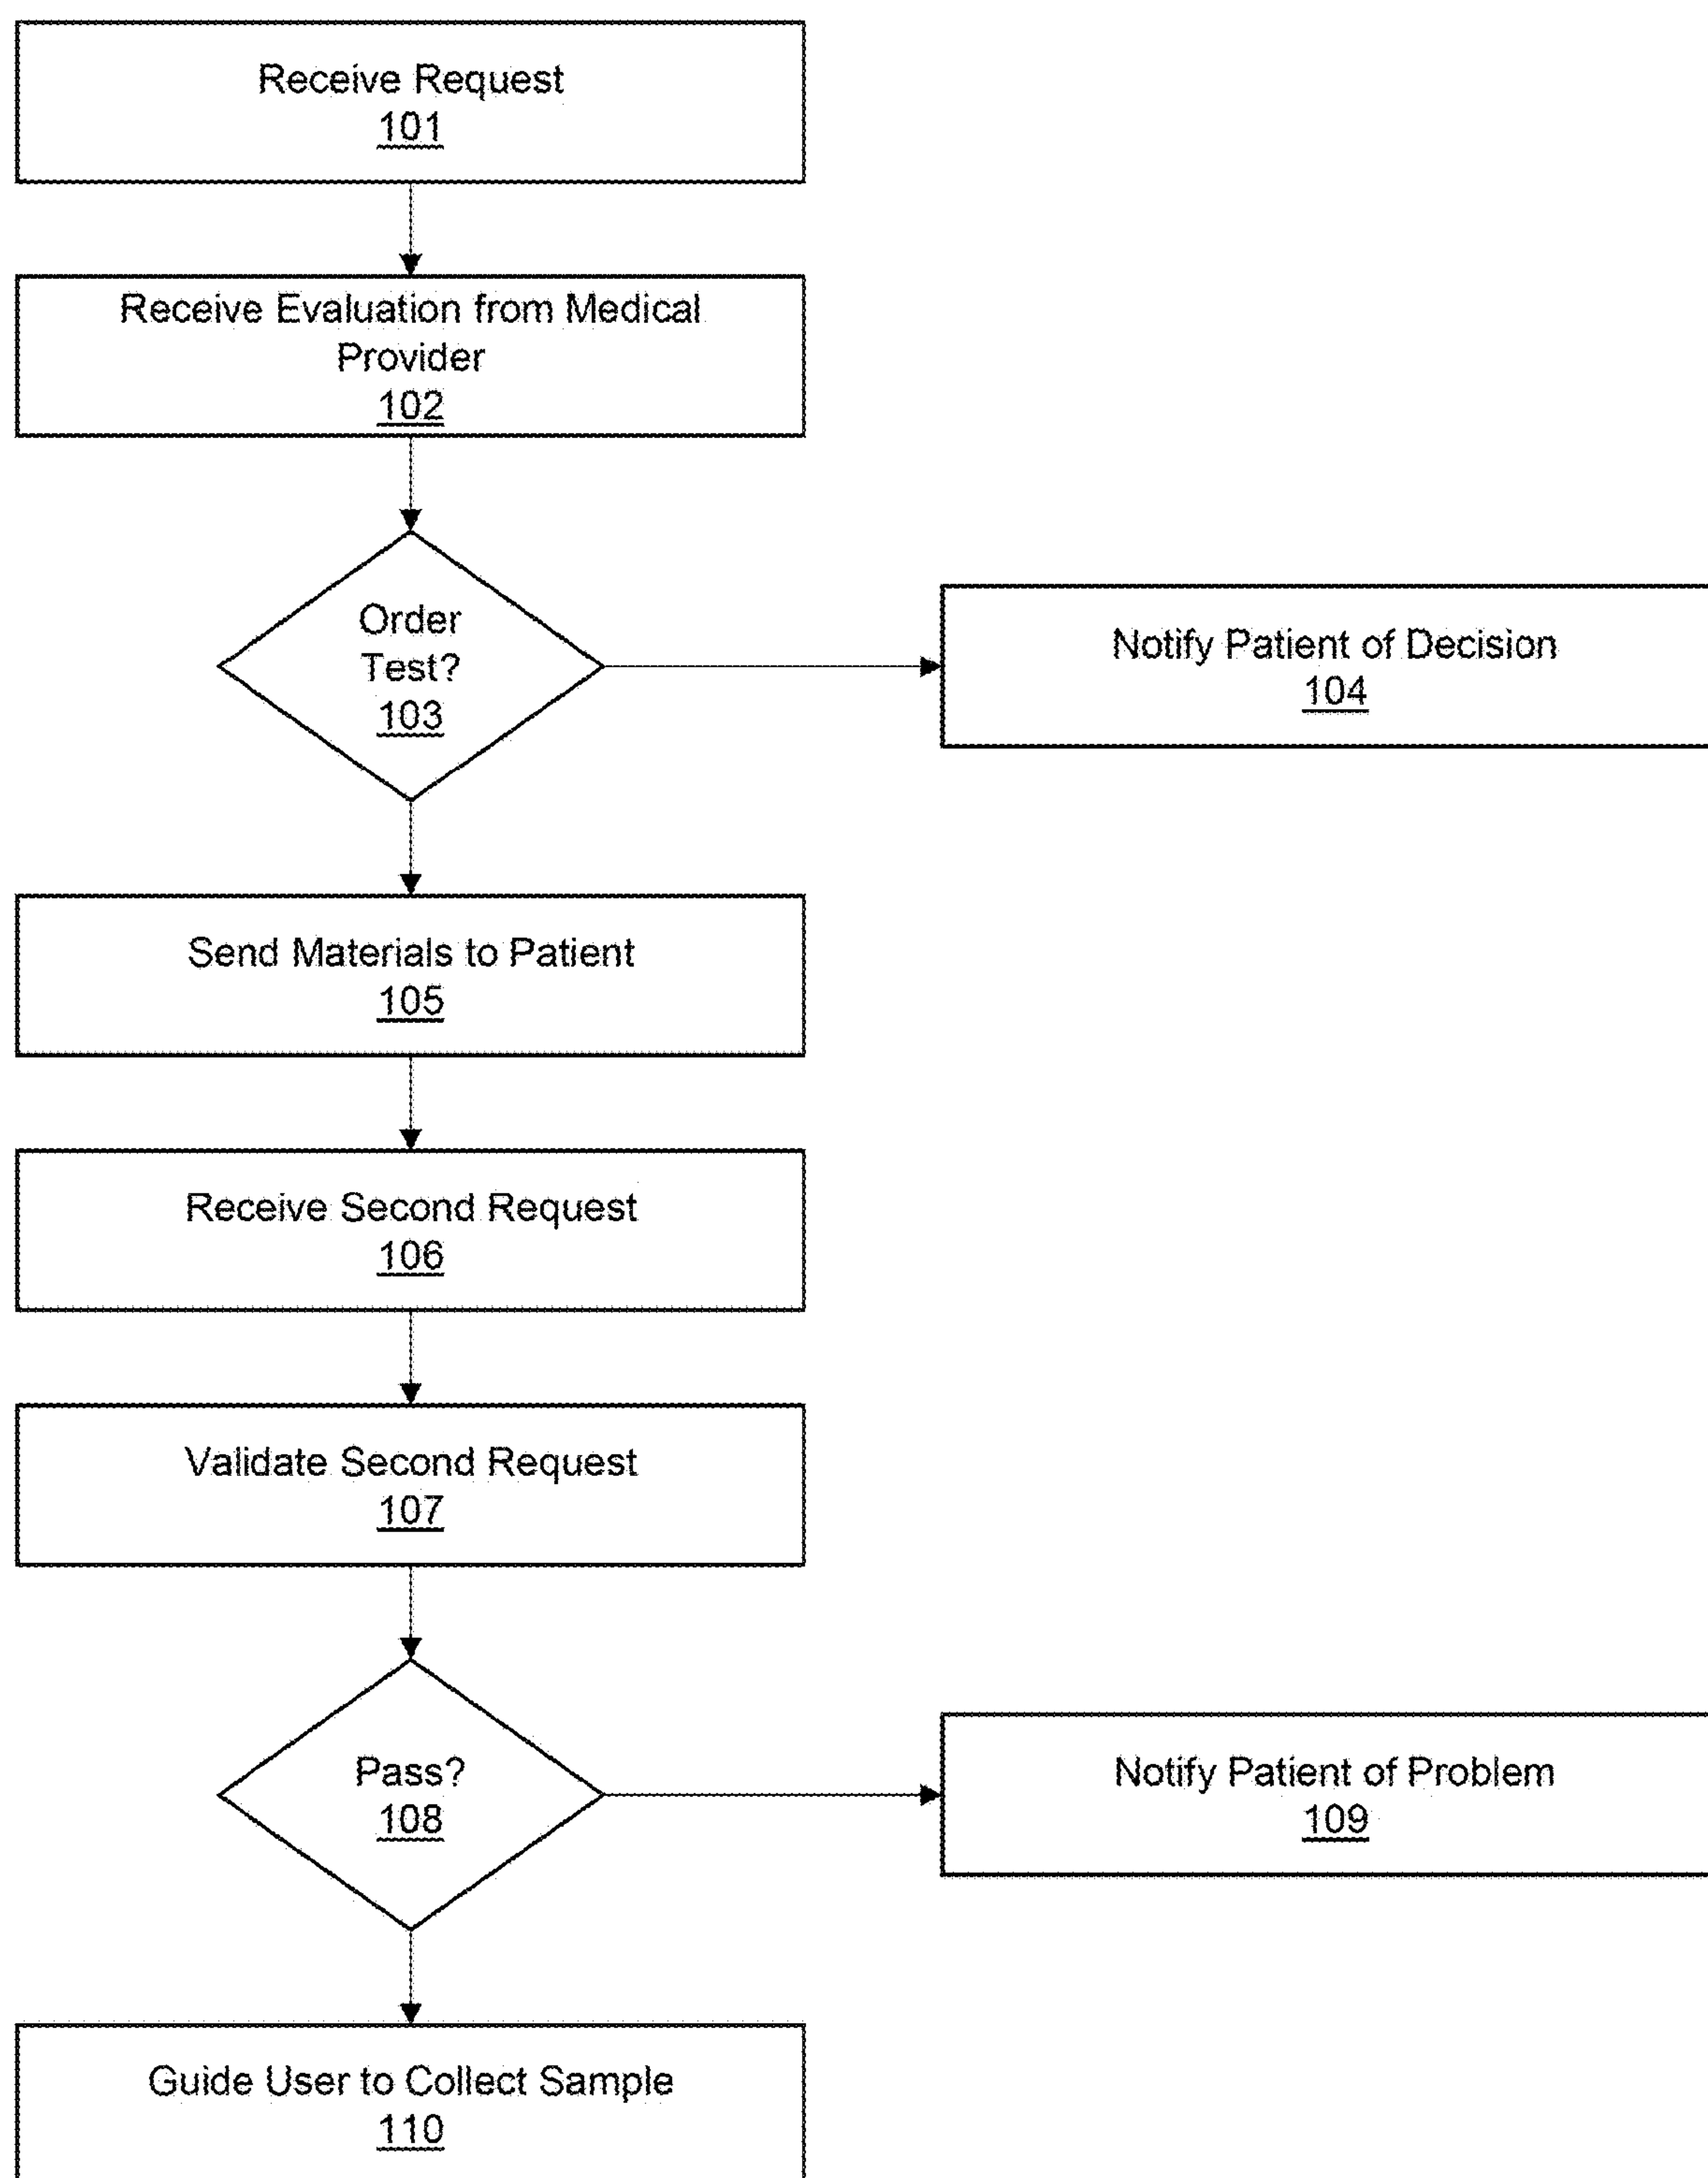 Receive Request
101
Receive Evaluation from Medical
Provider
102
Order
Test?
103
Notify Patient of Decision
104
Send Materials to Patient
105
Receive Second Request
106
Validate Second Request
107
Pass?
108
Notify Patient of Problem
109
Guide User to Collect Sample
110